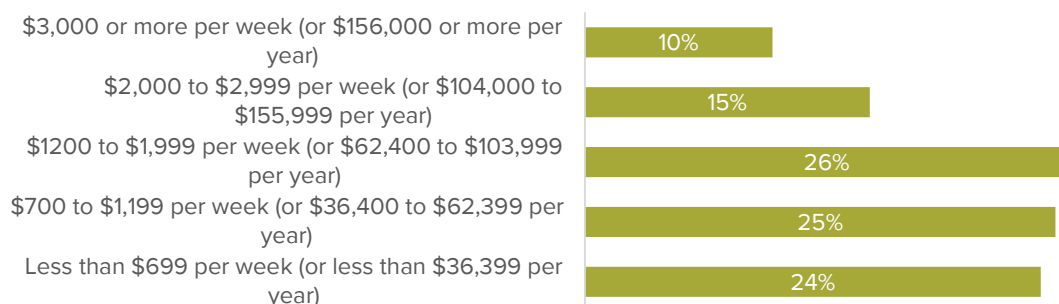 $3,000 or more per week (or $156,000 or more per
year)
10%
$2,000 to $2,999 per week (or $104,000 to
$155,999 per year)
15%
$1200 to $1,999 per week (or $62,400 to $103,999
per year)
26%
$700 to $1,199 per week (or $36,400 to $62,399 per
year)
25%
Less than $699 per week (or less than $36,399 per
year)
24%